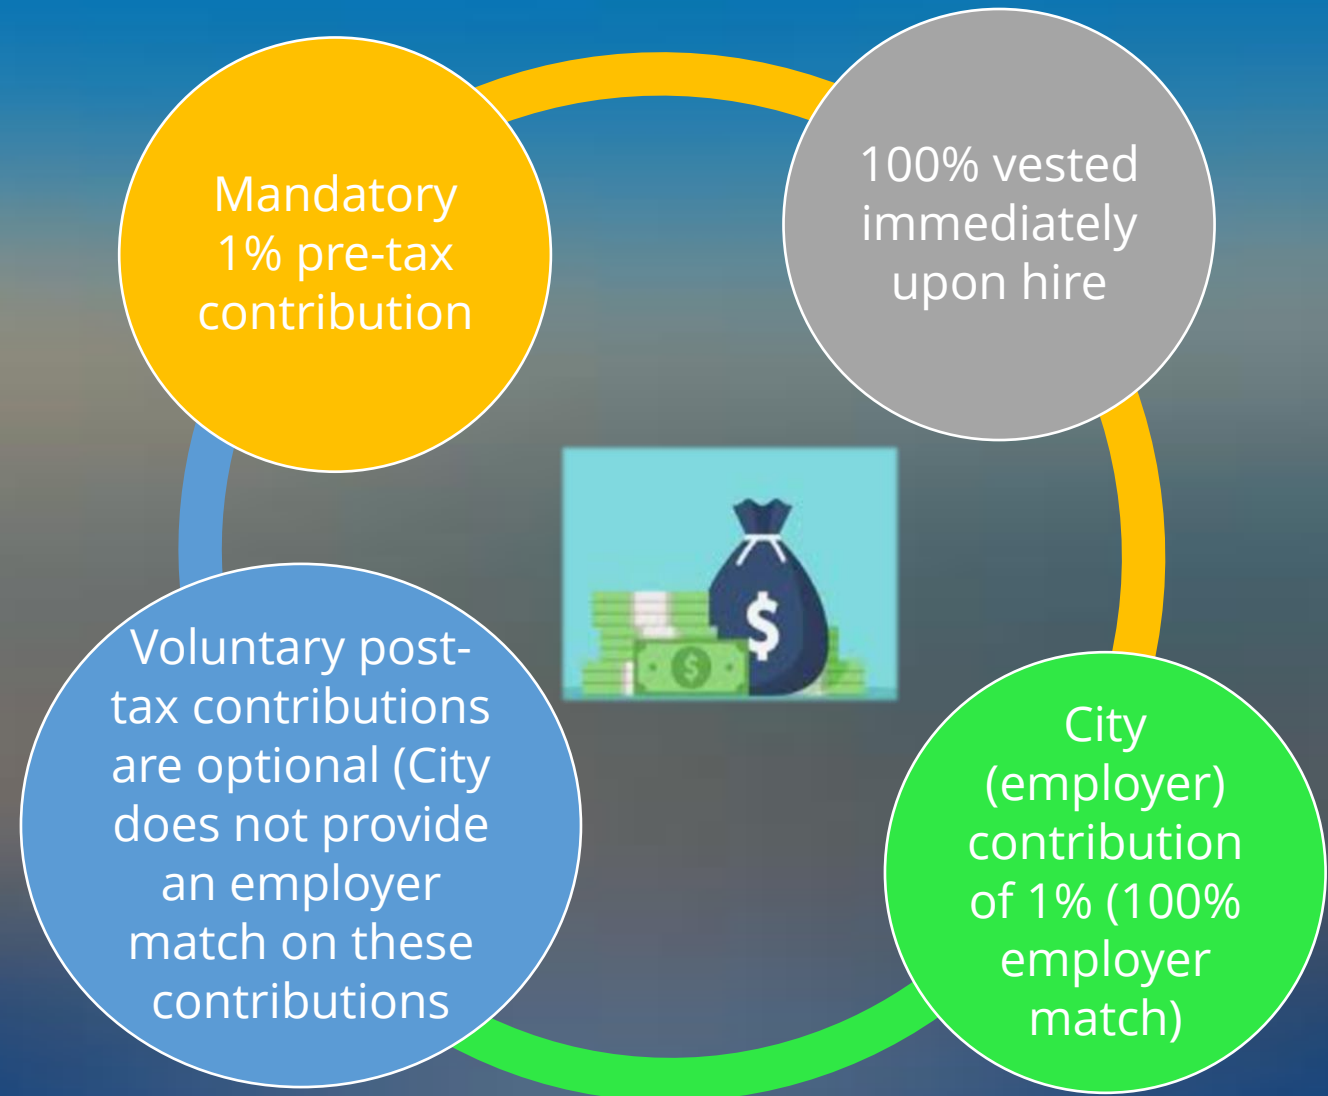 Mandatory
1% pre-tax
contribution
100% vested
immediately
upon hire
City
(employer)
contribution
of 1% (100%
employer
match)
Voluntary post-
tax contributions
are optional (City
does not provide
an employer
match on these
contributions
$
$